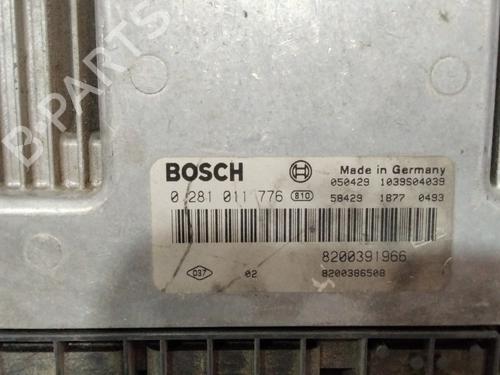 B-PARTS
BOSCH
Made in Germany
0 281 011 776 810
050429 1039S04039
58429 1877 0493
8200391966
037 02 8200386508